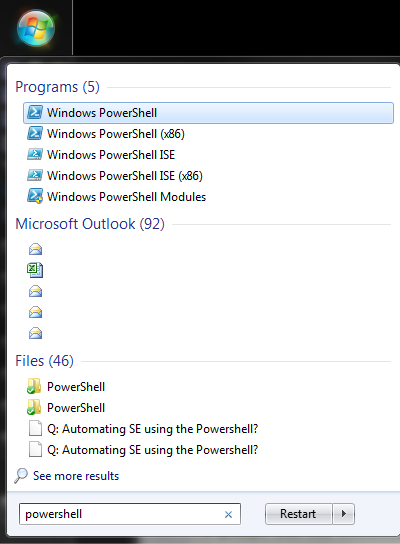 Programs (5)
Windows PowerShell
Windows PowerShell (x86)
Windows PowerShell ISE
Windows PowerShell ISE (x86)
Windows PowerShell Modules
Microsoft Outlook (92)
Files (46)
PowerShell
PowerShell
Q: Automating SE using the Powershell?
Q: Automating SE using the Powershell?
See more results
powershell
Restart